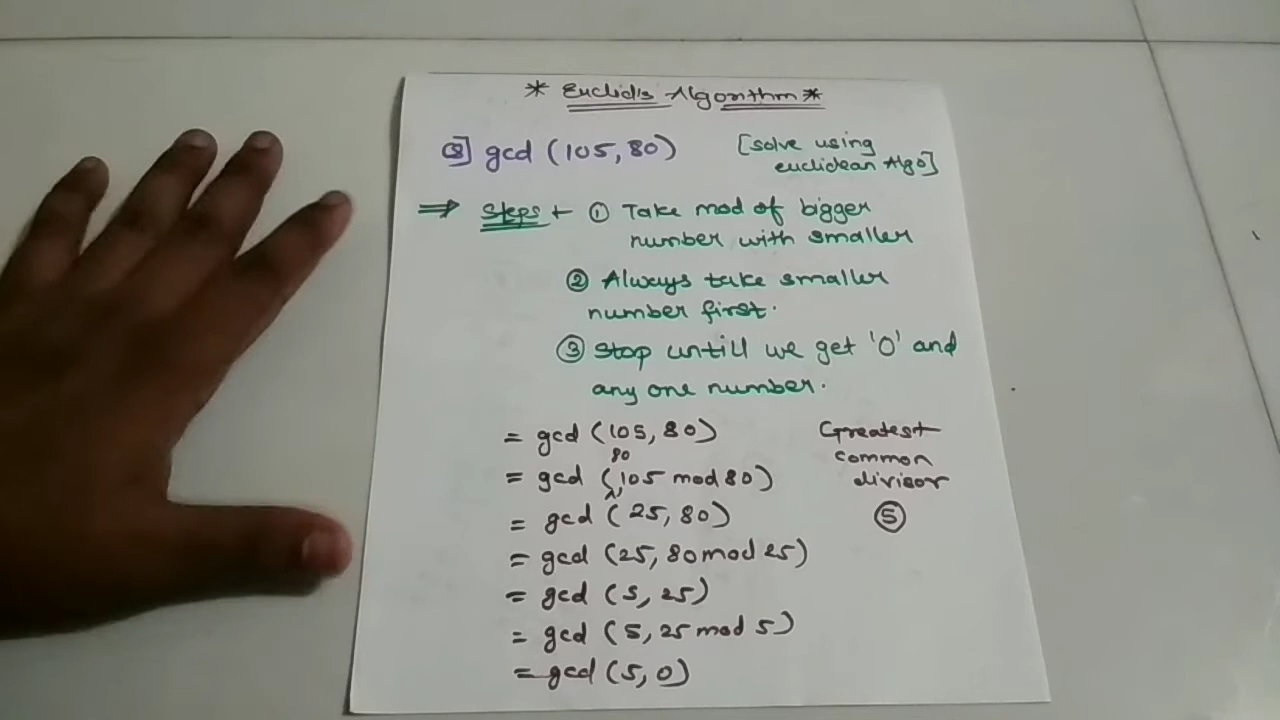 * Euclid's Algorithm *
Q] gcd (105, 80) [solve using
euclidean Algo]
⇒ Steps + ① Take mod of bigger
number with smaller
② Always take smaller
number first.
③ Stop untill we get '0' and
any one number.
= gcd (105, 80)
80
= gcd (, 105 mod 80)
= gcd (25, 80)
= gcd (25, 80 mod 25)
= gcd (5, 25)
= gcd (5, 25 mod 5)
= gcd (5, 0)
Greatest
common
divisor
⑤